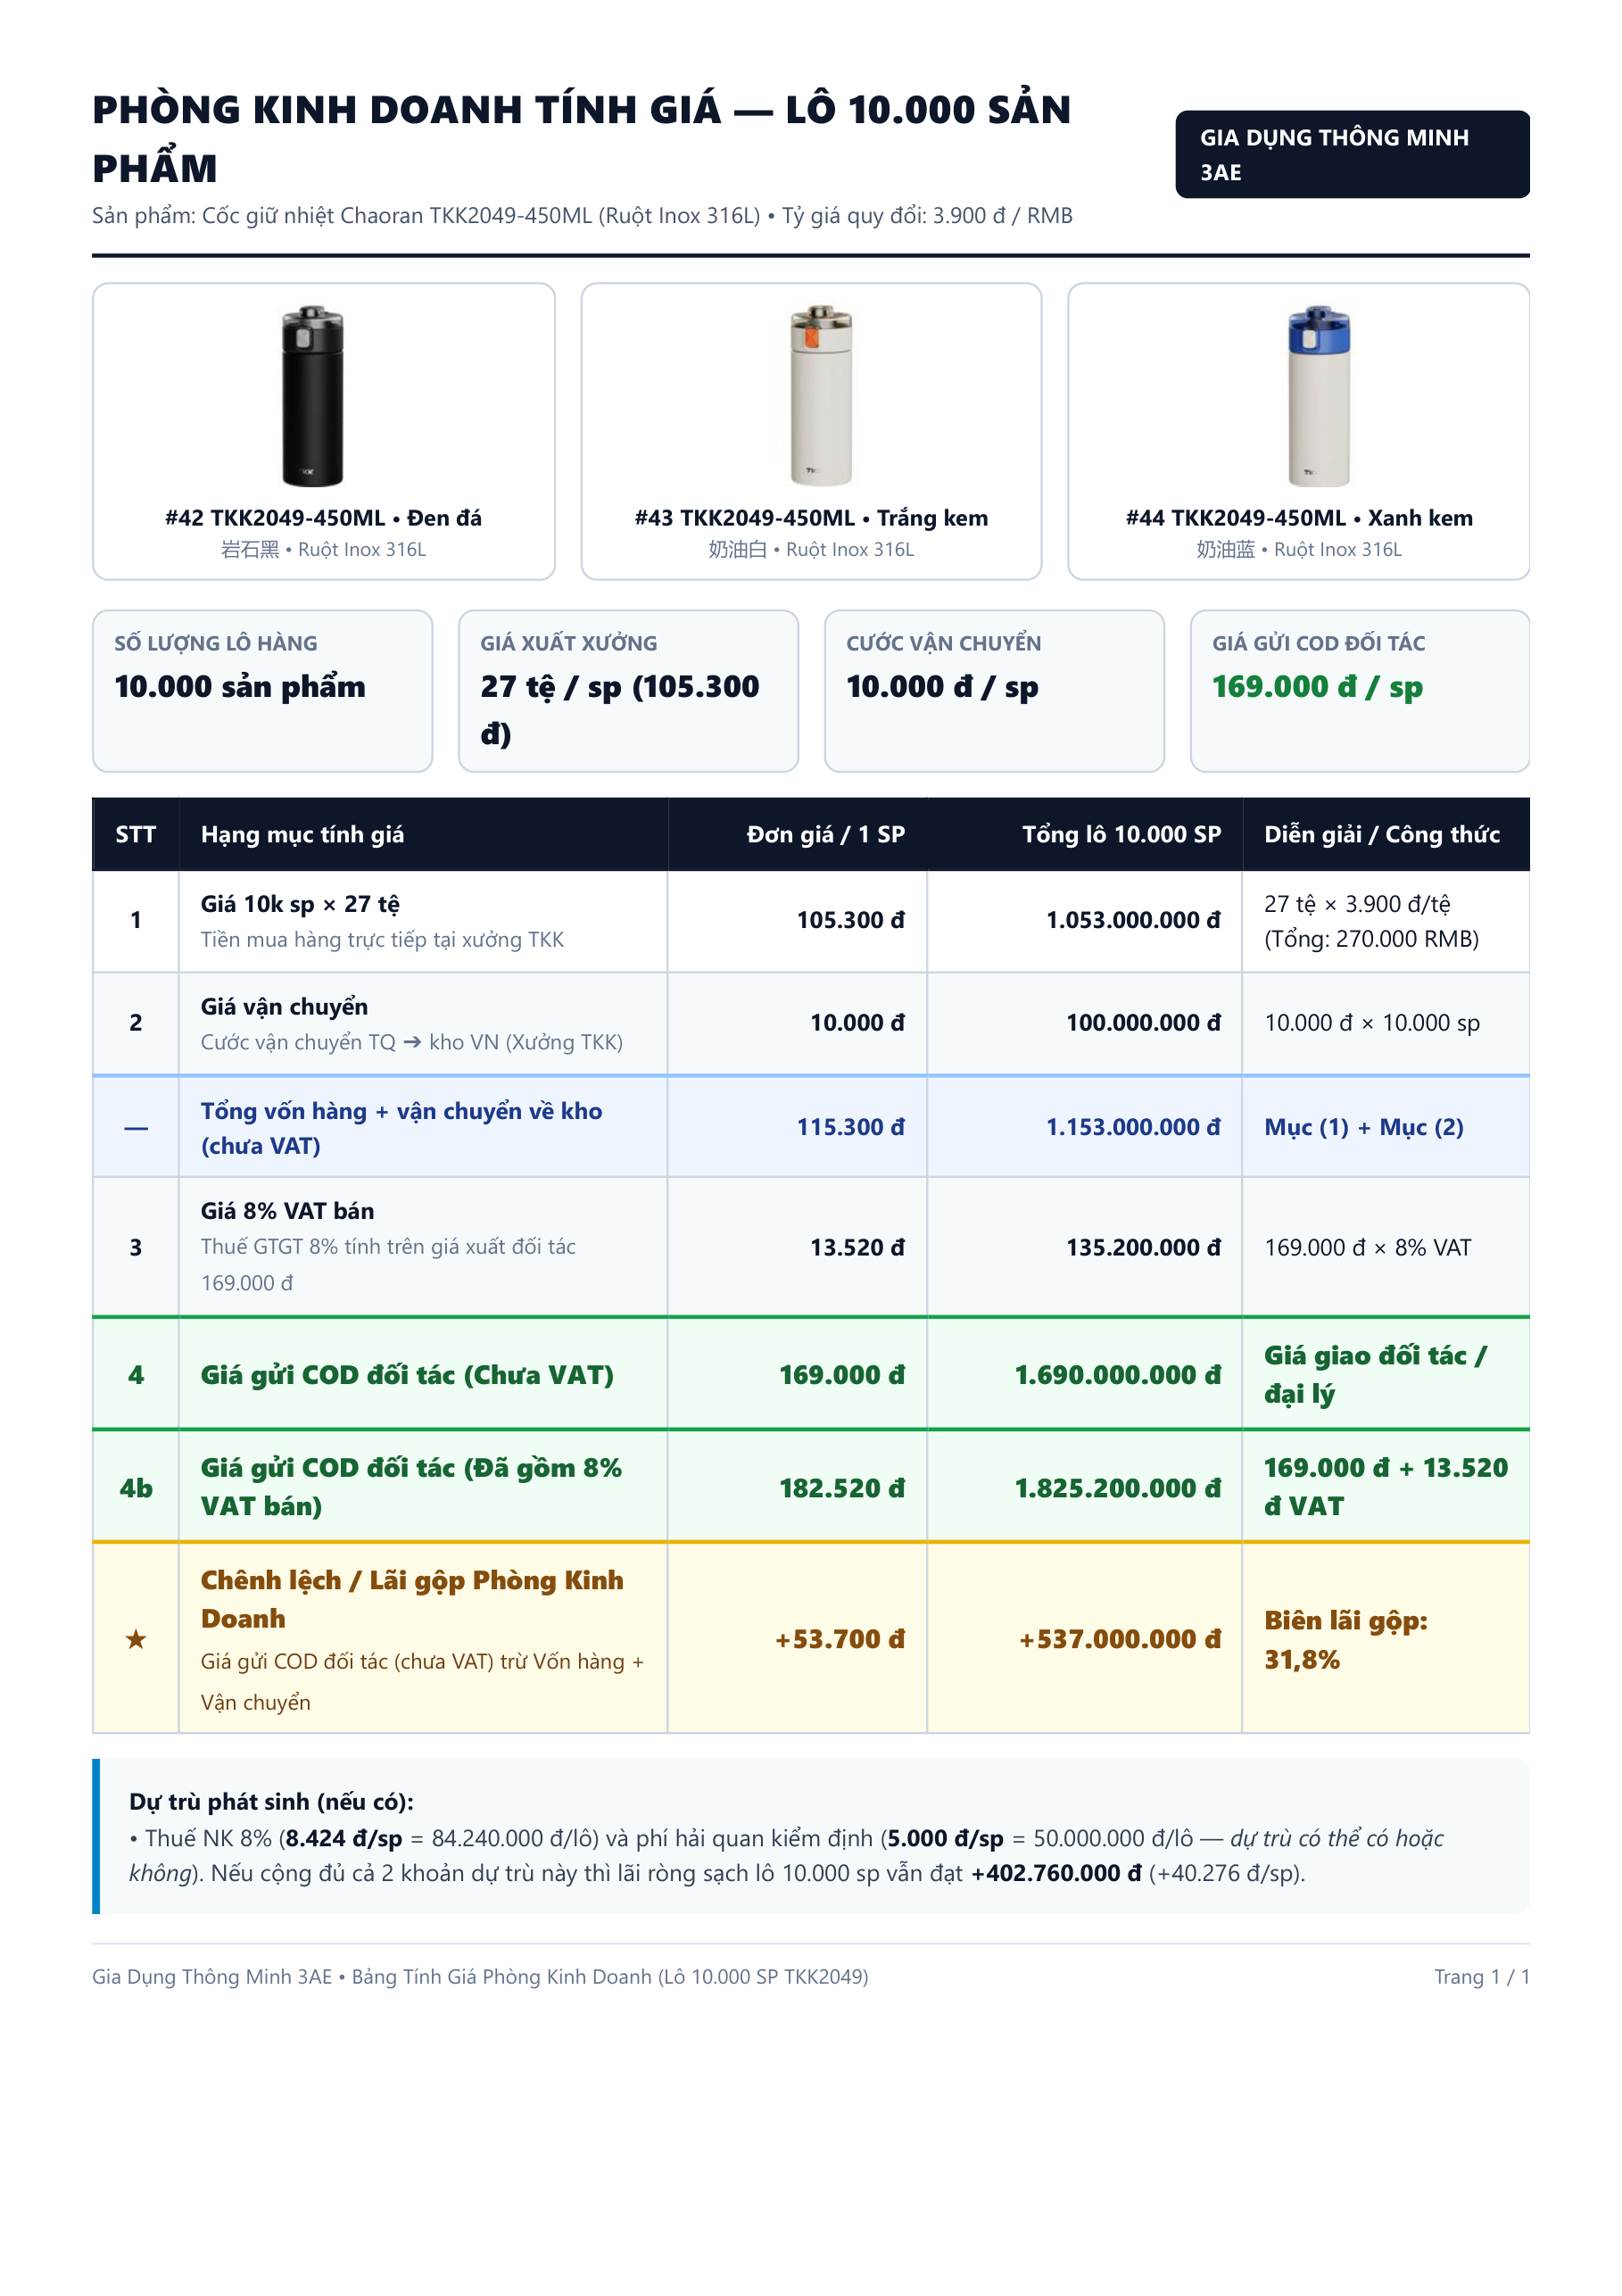 PHÒNG KINH DOANH TÍNH GIÁ — LÔ 10.000 SẢN
PHẨM
GIA DỤNG THÔNG MINH
3AE
Sản phẩm: Cốc giữ nhiệt Chaoran TKK2049-450ML (Ruột Inox 316L) • Tỷ giá quy đổi: 3.900 đ / RMB
TKK
#42 TKK2049-450ML • Đen đá
岩石黑 • Ruột Inox 316L
#43 TKK2049-450ML • Trắng kem
奶油白 • Ruột Inox 316L
#44 TKK2049-450ML • Xanh kem
奶油蓝 • Ruột Inox 316L
SỐ LƯỢNG LÔ HÀNG
10.000 sản phẩm
GIÁ XUẤT XƯỞNG
27 tệ / sp (105.300
đ)
CƯỚC VẬN CHUYỂN
10.000 đ / sp
GIÁ GỬI COD ĐỐI TÁC
169.000 đ / sp
STT Hạng mục tính giá Đơn giá / 1 SP Tổng lô 10.000 SP Diễn giải / Công thức
1 Giá 10k sp × 27 tệ 105.300 đ 1.053.000.000 đ 27 tệ × 3.900 đ/tệ
Tiền mua hàng trực tiếp tại xưởng TKK (Tổng: 270.000 RMB)
2 Giá vận chuyển 10.000 đ 100.000.000 đ 10.000 đ × 10.000 sp
Cước vận chuyển TQ ➔ kho VN (Xưởng TKK)
— Tổng vốn hàng + vận chuyển về kho 115.300 đ 1.153.000.000 đ Mục (1) + Mục (2)
(chưa VAT)
3 Giá 8% VAT bán 13.520 đ 135.200.000 đ 169.000 đ × 8% VAT
Thuế GTGT 8% tính trên giá xuất đối tác
169.000 đ
4 Giá gửi COD đối tác (Chưa VAT) 169.000 đ 1.690.000.000 đ Giá giao đối tác /
đại lý
4b Giá gửi COD đối tác (Đã gồm 8% 182.520 đ 1.825.200.000 đ 169.000 đ + 13.520
VAT bán) đ VAT
★ Chênh lệch / Lãi gộp Phòng Kinh +53.700 đ +537.000.000 đ Biên lãi gộp:
Doanh 31,8%
Giá gửi COD đối tác (chưa VAT) trừ Vốn hàng +
Vận chuyển
Dự trù phát sinh (nếu có):
• Thuế NK 8% (8.424 đ/sp = 84.240.000 đ/lô) và phí hải quan kiểm định (5.000 đ/sp = 50.000.000 đ/lô — dự trù có thể có hoặc
không). Nếu cộng đủ cả 2 khoản dự trù này thì lãi ròng sạch lô 10.000 sp vẫn đạt +402.760.000 đ (+40.276 đ/sp).
Gia Dụng Thông Minh 3AE • Bảng Tính Giá Phòng Kinh Doanh (Lô 10.000 SP TKK2049)
Trang 1 / 1